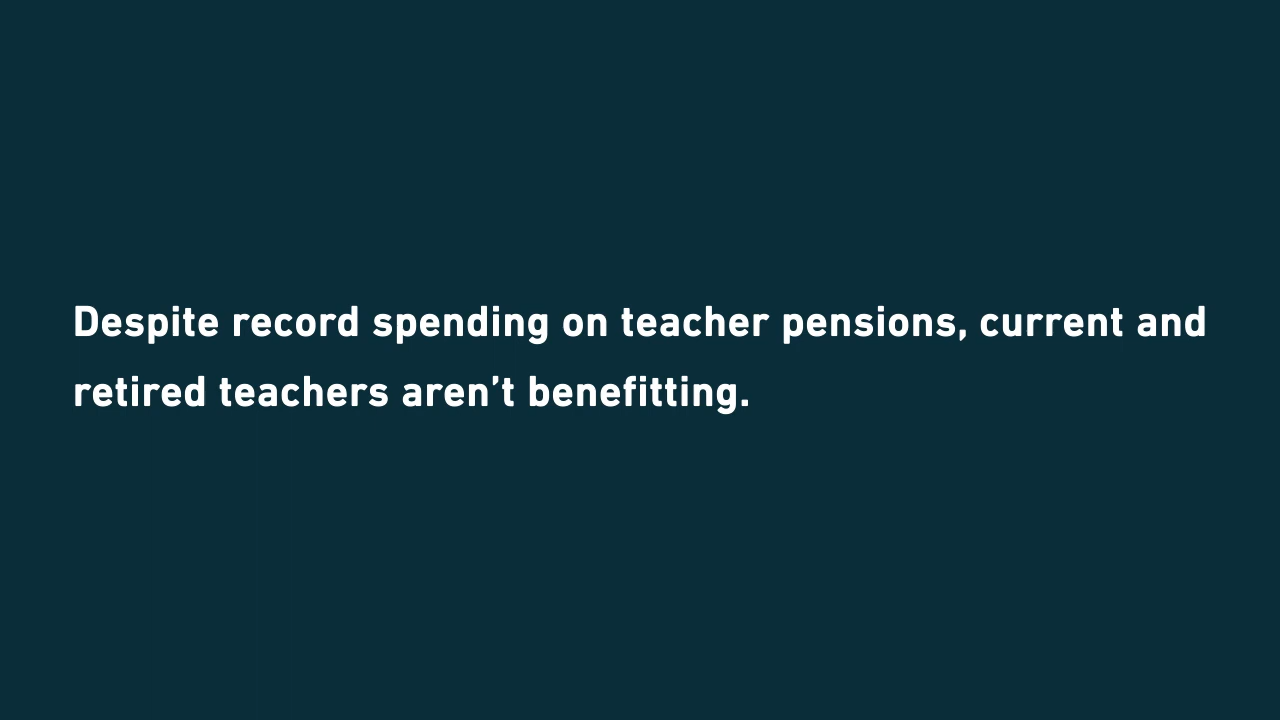 Despite record spending on teacher pensions, current and
retired teachers aren’t benefitting.